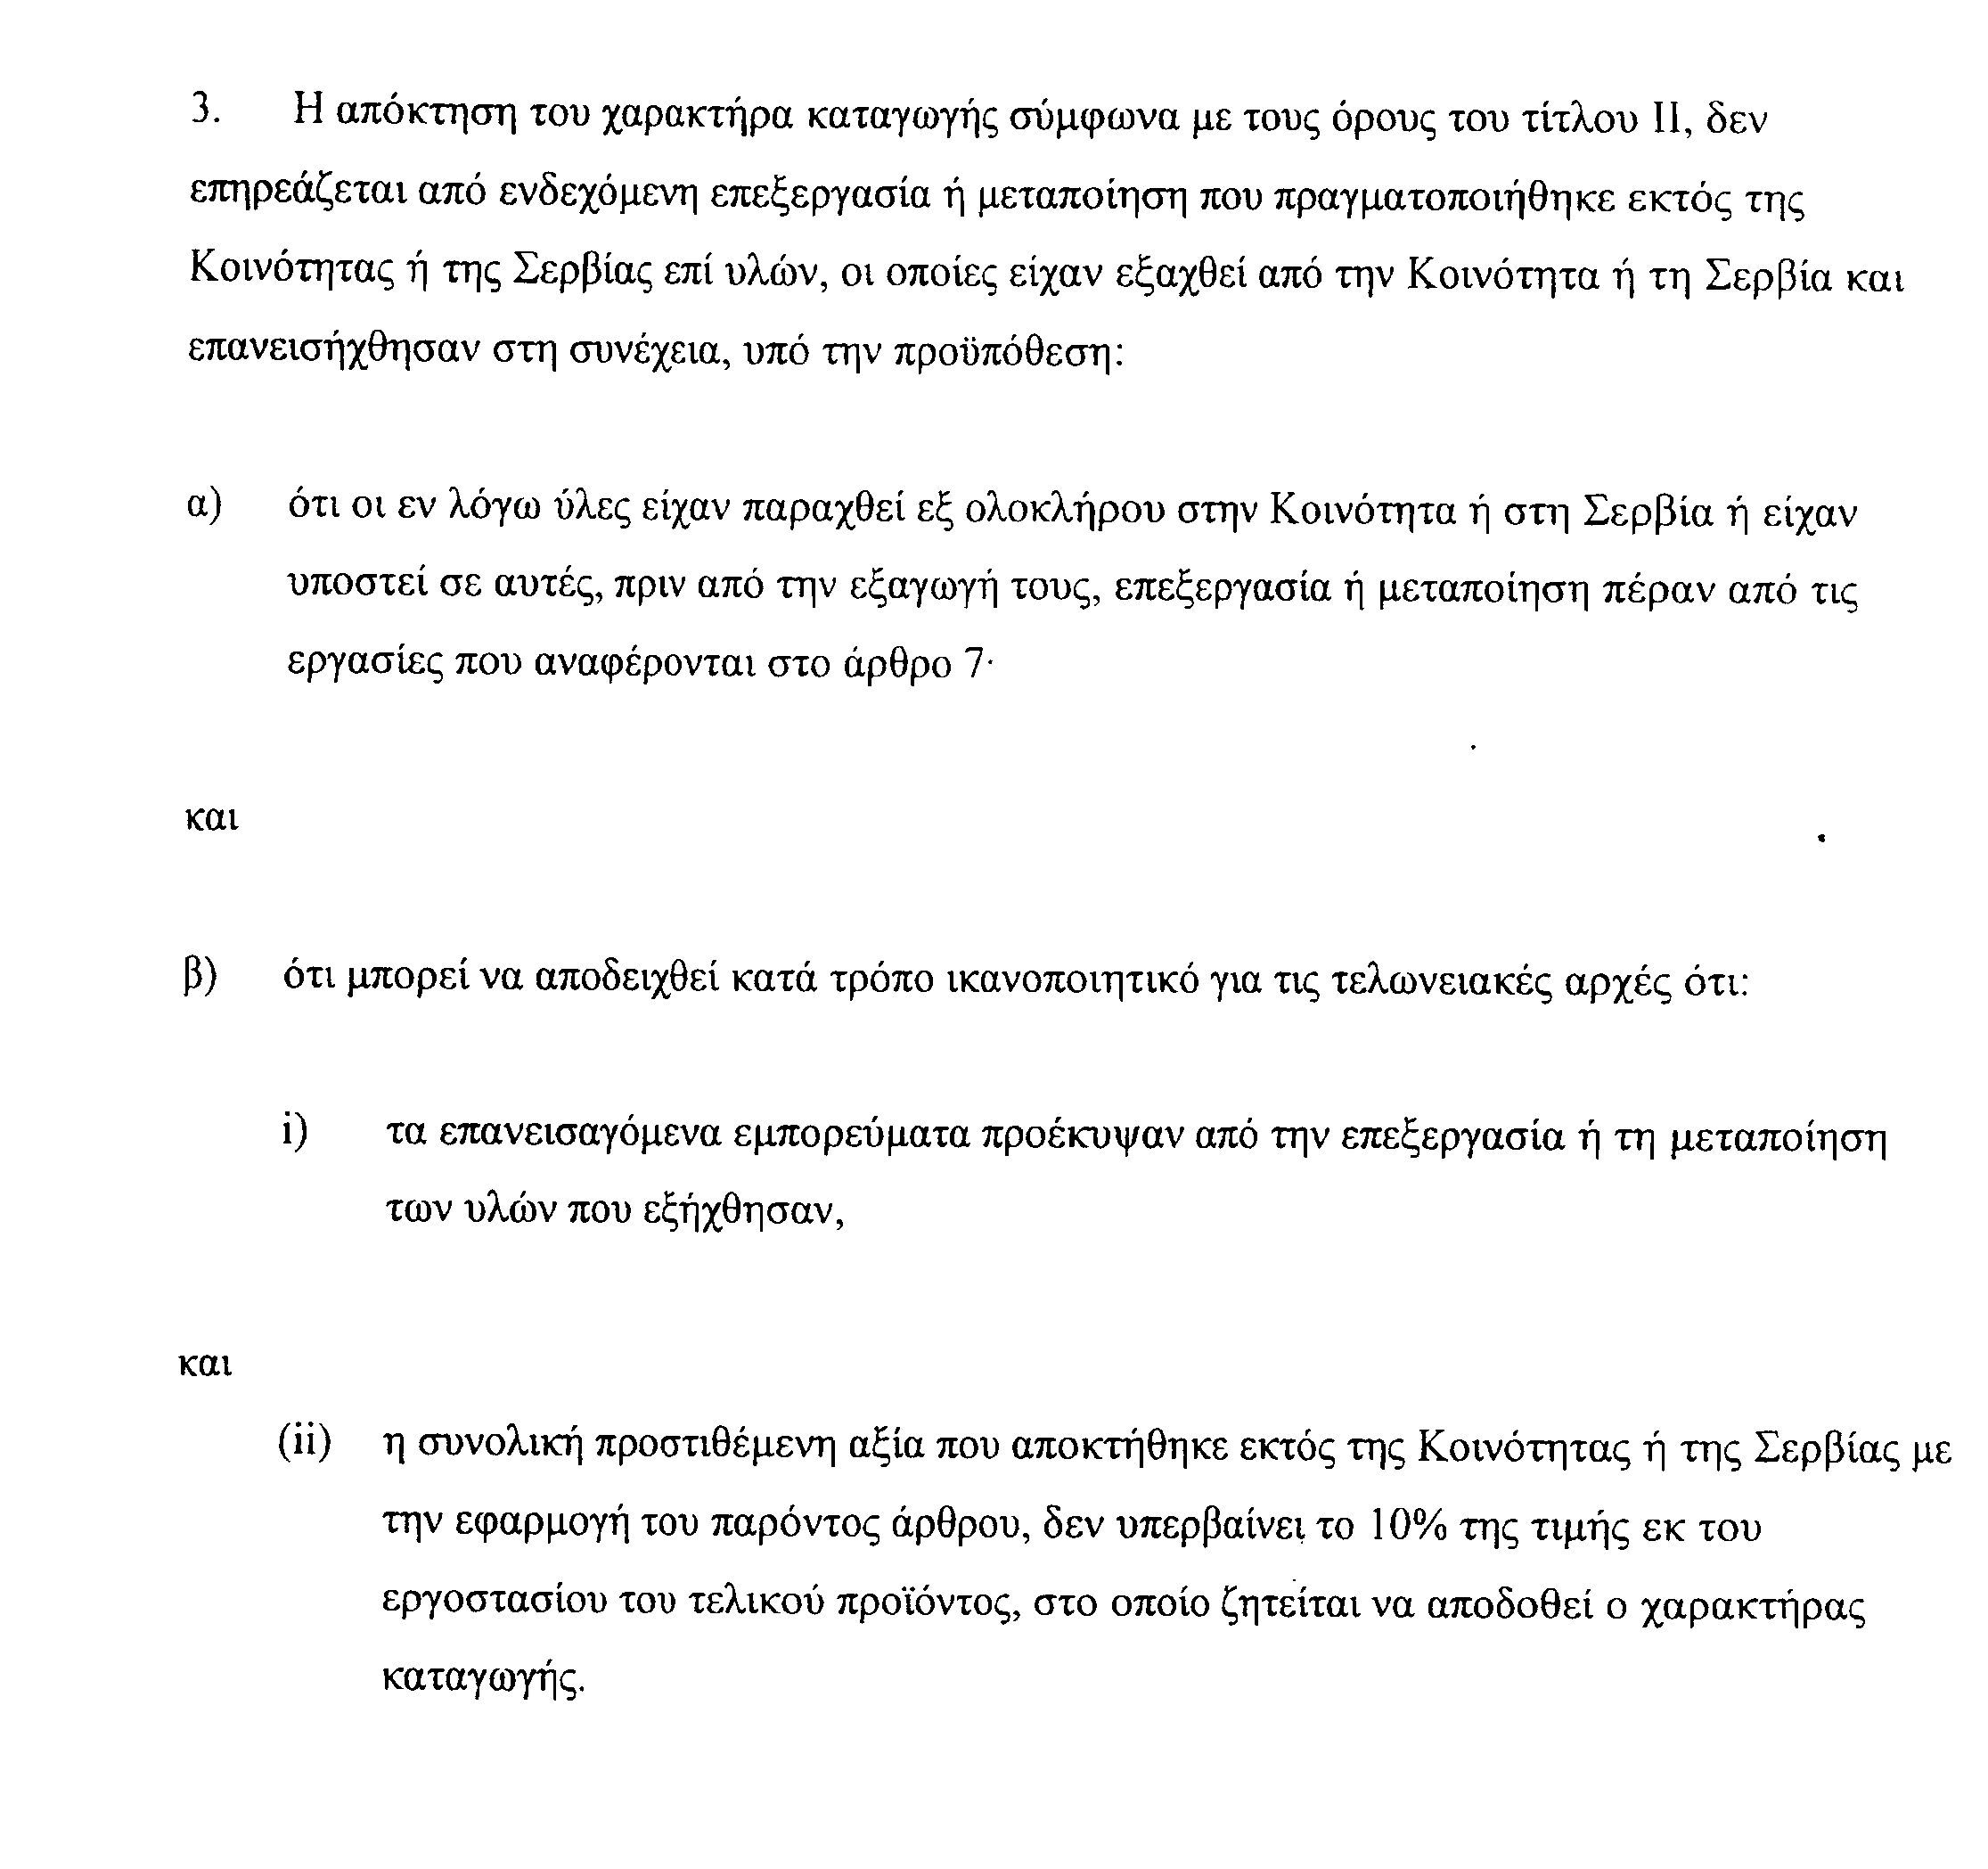 3. Η απόκτηση του χαρακτήρα καταγωγής σύμφωνα με τους όρους του τίτλου ΙΙ, δεν
επηρεάζεται από ενδεχόμενη επεξεργασία ή μεταποίηση που πραγματοποιήθηκε εκτός της
Κοινότητας ή της Σερβίας επί υλών, οι οποίες είχαν εξαχθεί από την Κοινότητα ή τη Σερβία και
επανεισήχθησαν στη συνέχεια, υπό την προϋπόθεση:
α) ότι οι εν λόγω ύλες είχαν παραχθεί εξ ολοκλήρου στην Κοινότητα ή στη Σερβία ή είχαν
υποστεί σε αυτές, πριν από την εξαγωγή τους, επεξεργασία ή μεταποίηση πέραν από τις
εργασίες που αναφέρονται στο άρθρο 7·
και
β) ότι μπορεί να αποδειχθεί κατά τρόπο ικανοποιητικό για τις τελωνειακές αρχές ότι:
i) τα επανεισαγόμενα εμπορεύματα προέκυψαν από την επεξεργασία ή τη μεταποίηση
των υλών που εξήχθησαν,
και
(ii) η συνολική προστιθέμενη αξία που αποκτήθηκε εκτός της Κοινότητας ή της Σερβίας με
την εφαρμογή του παρόντος άρθρου, δεν υπερβαίνει το 10% της τιμής εκ του
εργοστασίου του τελικού προϊόντος, στο οποίο ζητείται να αποδοθεί ο χαρακτήρας
καταγωγής.